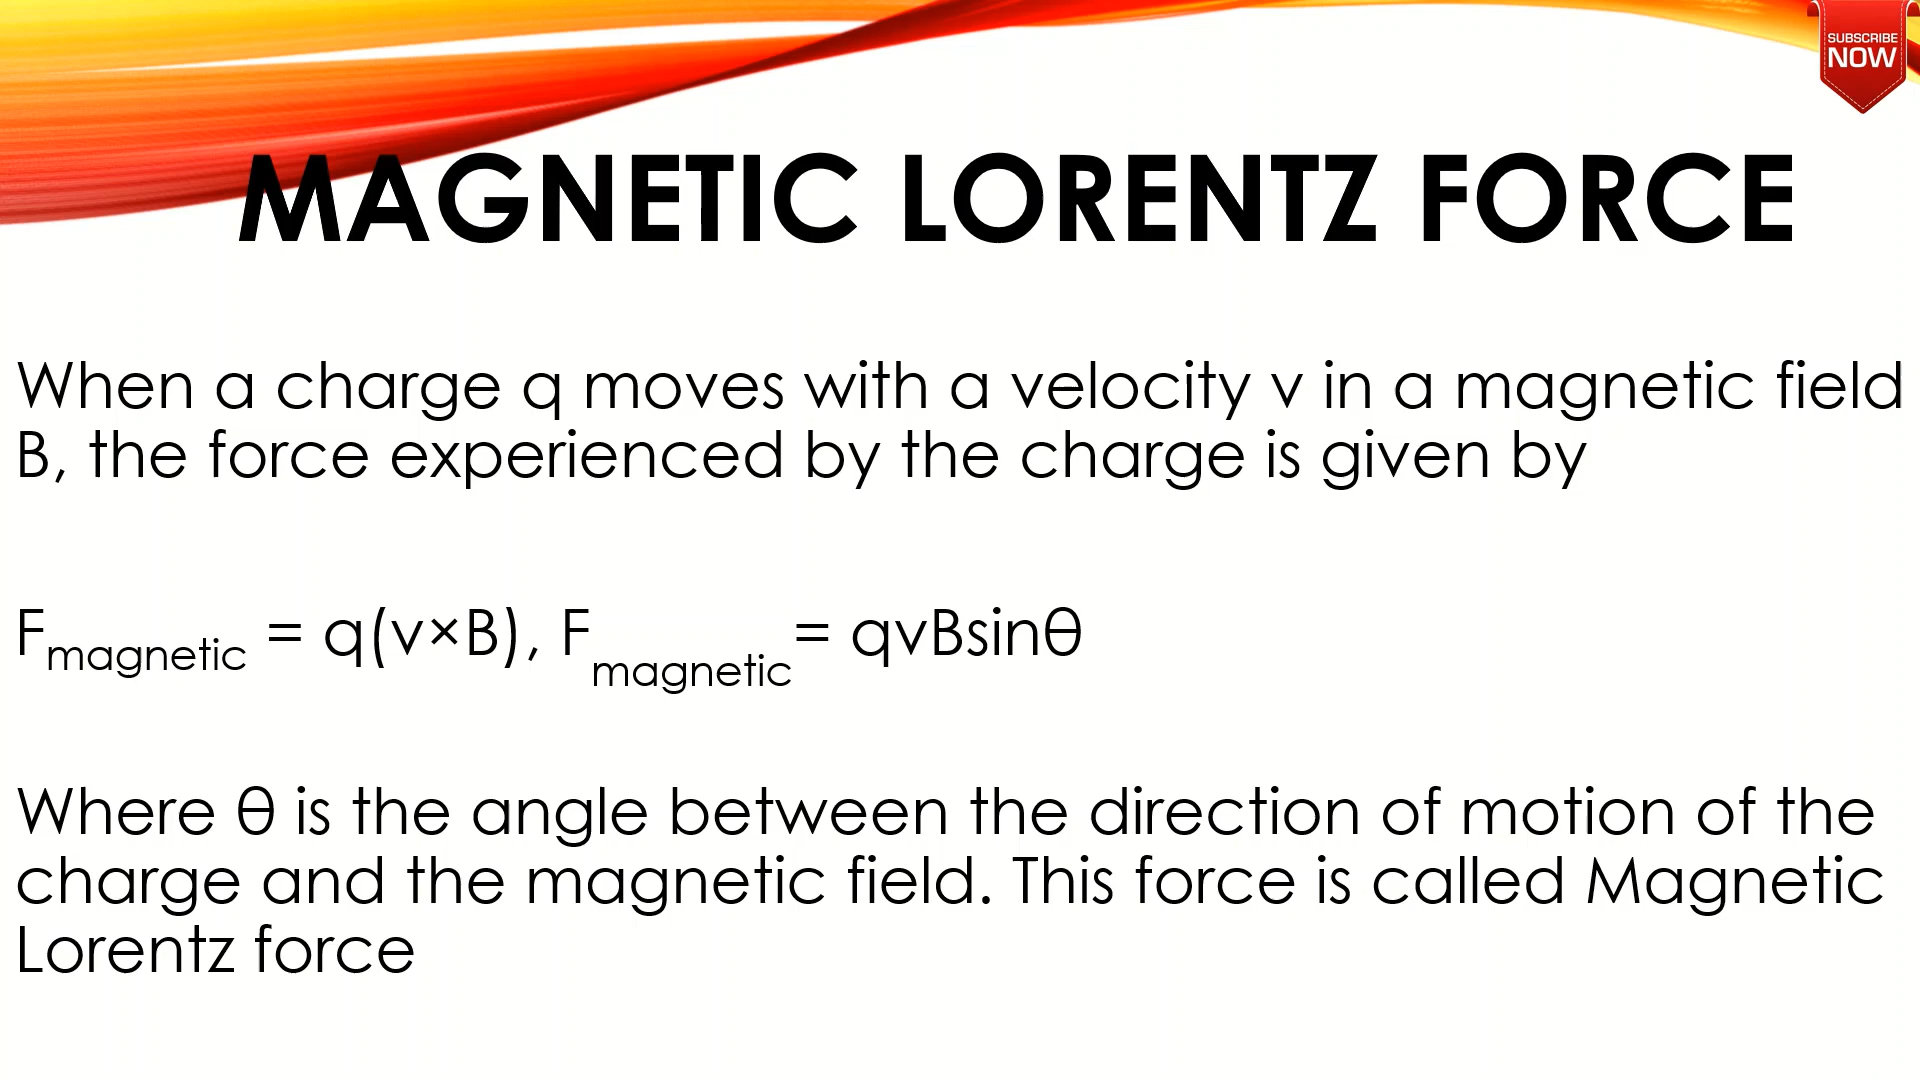 SUBSCRIBE
NOW
MAGNETIC LORENTZ FORCE
When a charge q moves with a velocity v in a magnetic field
B, the force experienced by the charge is given by
Fmagnetic = q(v×B), Fmagnetic= qvBsinθ
Where θ is the angle between the direction of motion of the
charge and the magnetic field. This force is called Magnetic
Lorentz force